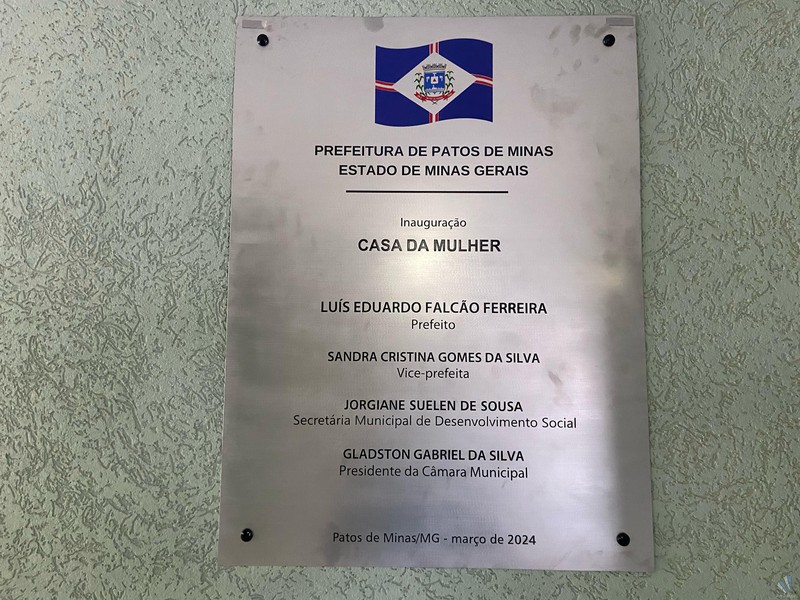 PREFEITURA DE PATOS DE MINAS
ESTADO DE MINAS GERAIS
Inauguração
CASA DA MULHER
LUÍS EDUARDO FALCÃO FERREIRA
Prefeito
SANDRA CRISTINA GOMES DA SILVA
Vice-prefeita
JORGIANE SUELEN DE SOUSA
Secretária Municipal de Desenvolvimento Social
GLADSTON GABRIEL DA SILVA
Presidente da Câmara Municipal
Patos de Minas/MG - março de 2024